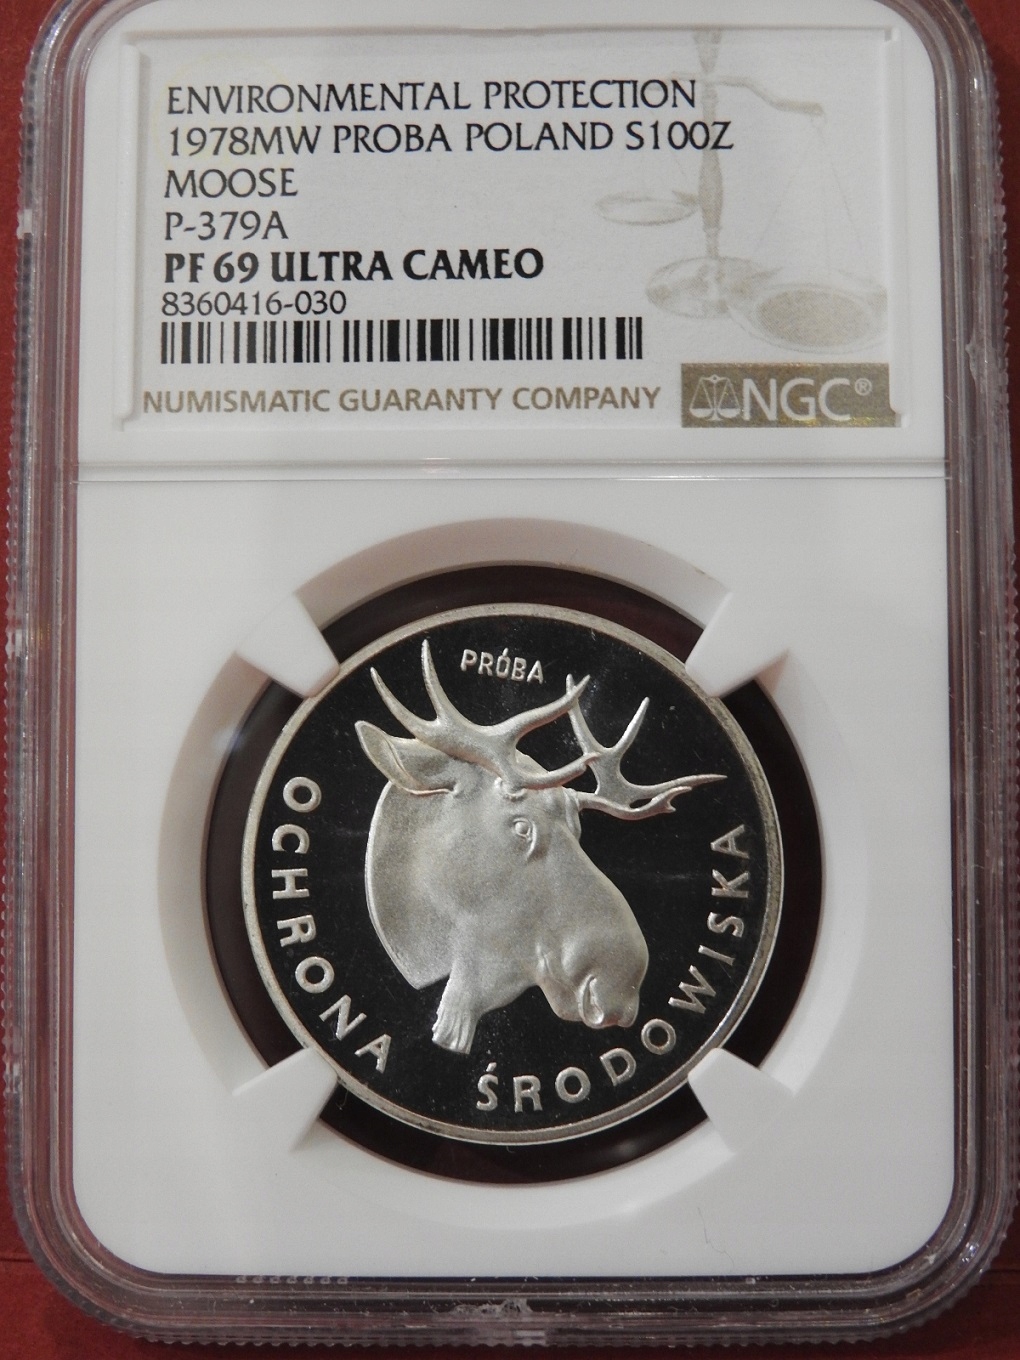 ENVIRONMENTAL PROTECTION
1978MW PROBA POLAND S100Z
MOOSE
P-379A
PF 69 ULTRA CAMEO
8360416-030
NUMISMATIC GUARANTY COMPANY
NGC®
PRÓBA
OCHRONA ŚRODOWISKA